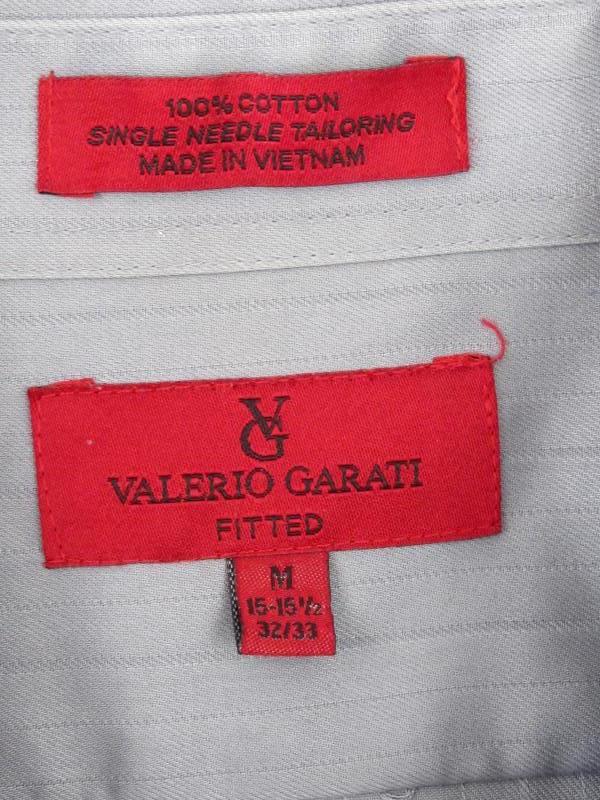 100% COTTON
SINGLE NEEDLE TAILORING
MADE IN VIETNAM
VG
VALERIO GARATI
FITTED
M
15-15½
32/33